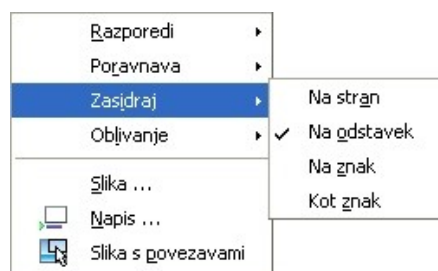 Razporedi
Poravnava
Zasidraj
Oblivanje
Slika ...
Napis ...
Slika s povezavami
Na stran
Na odstavek
Na znak
Kot znak